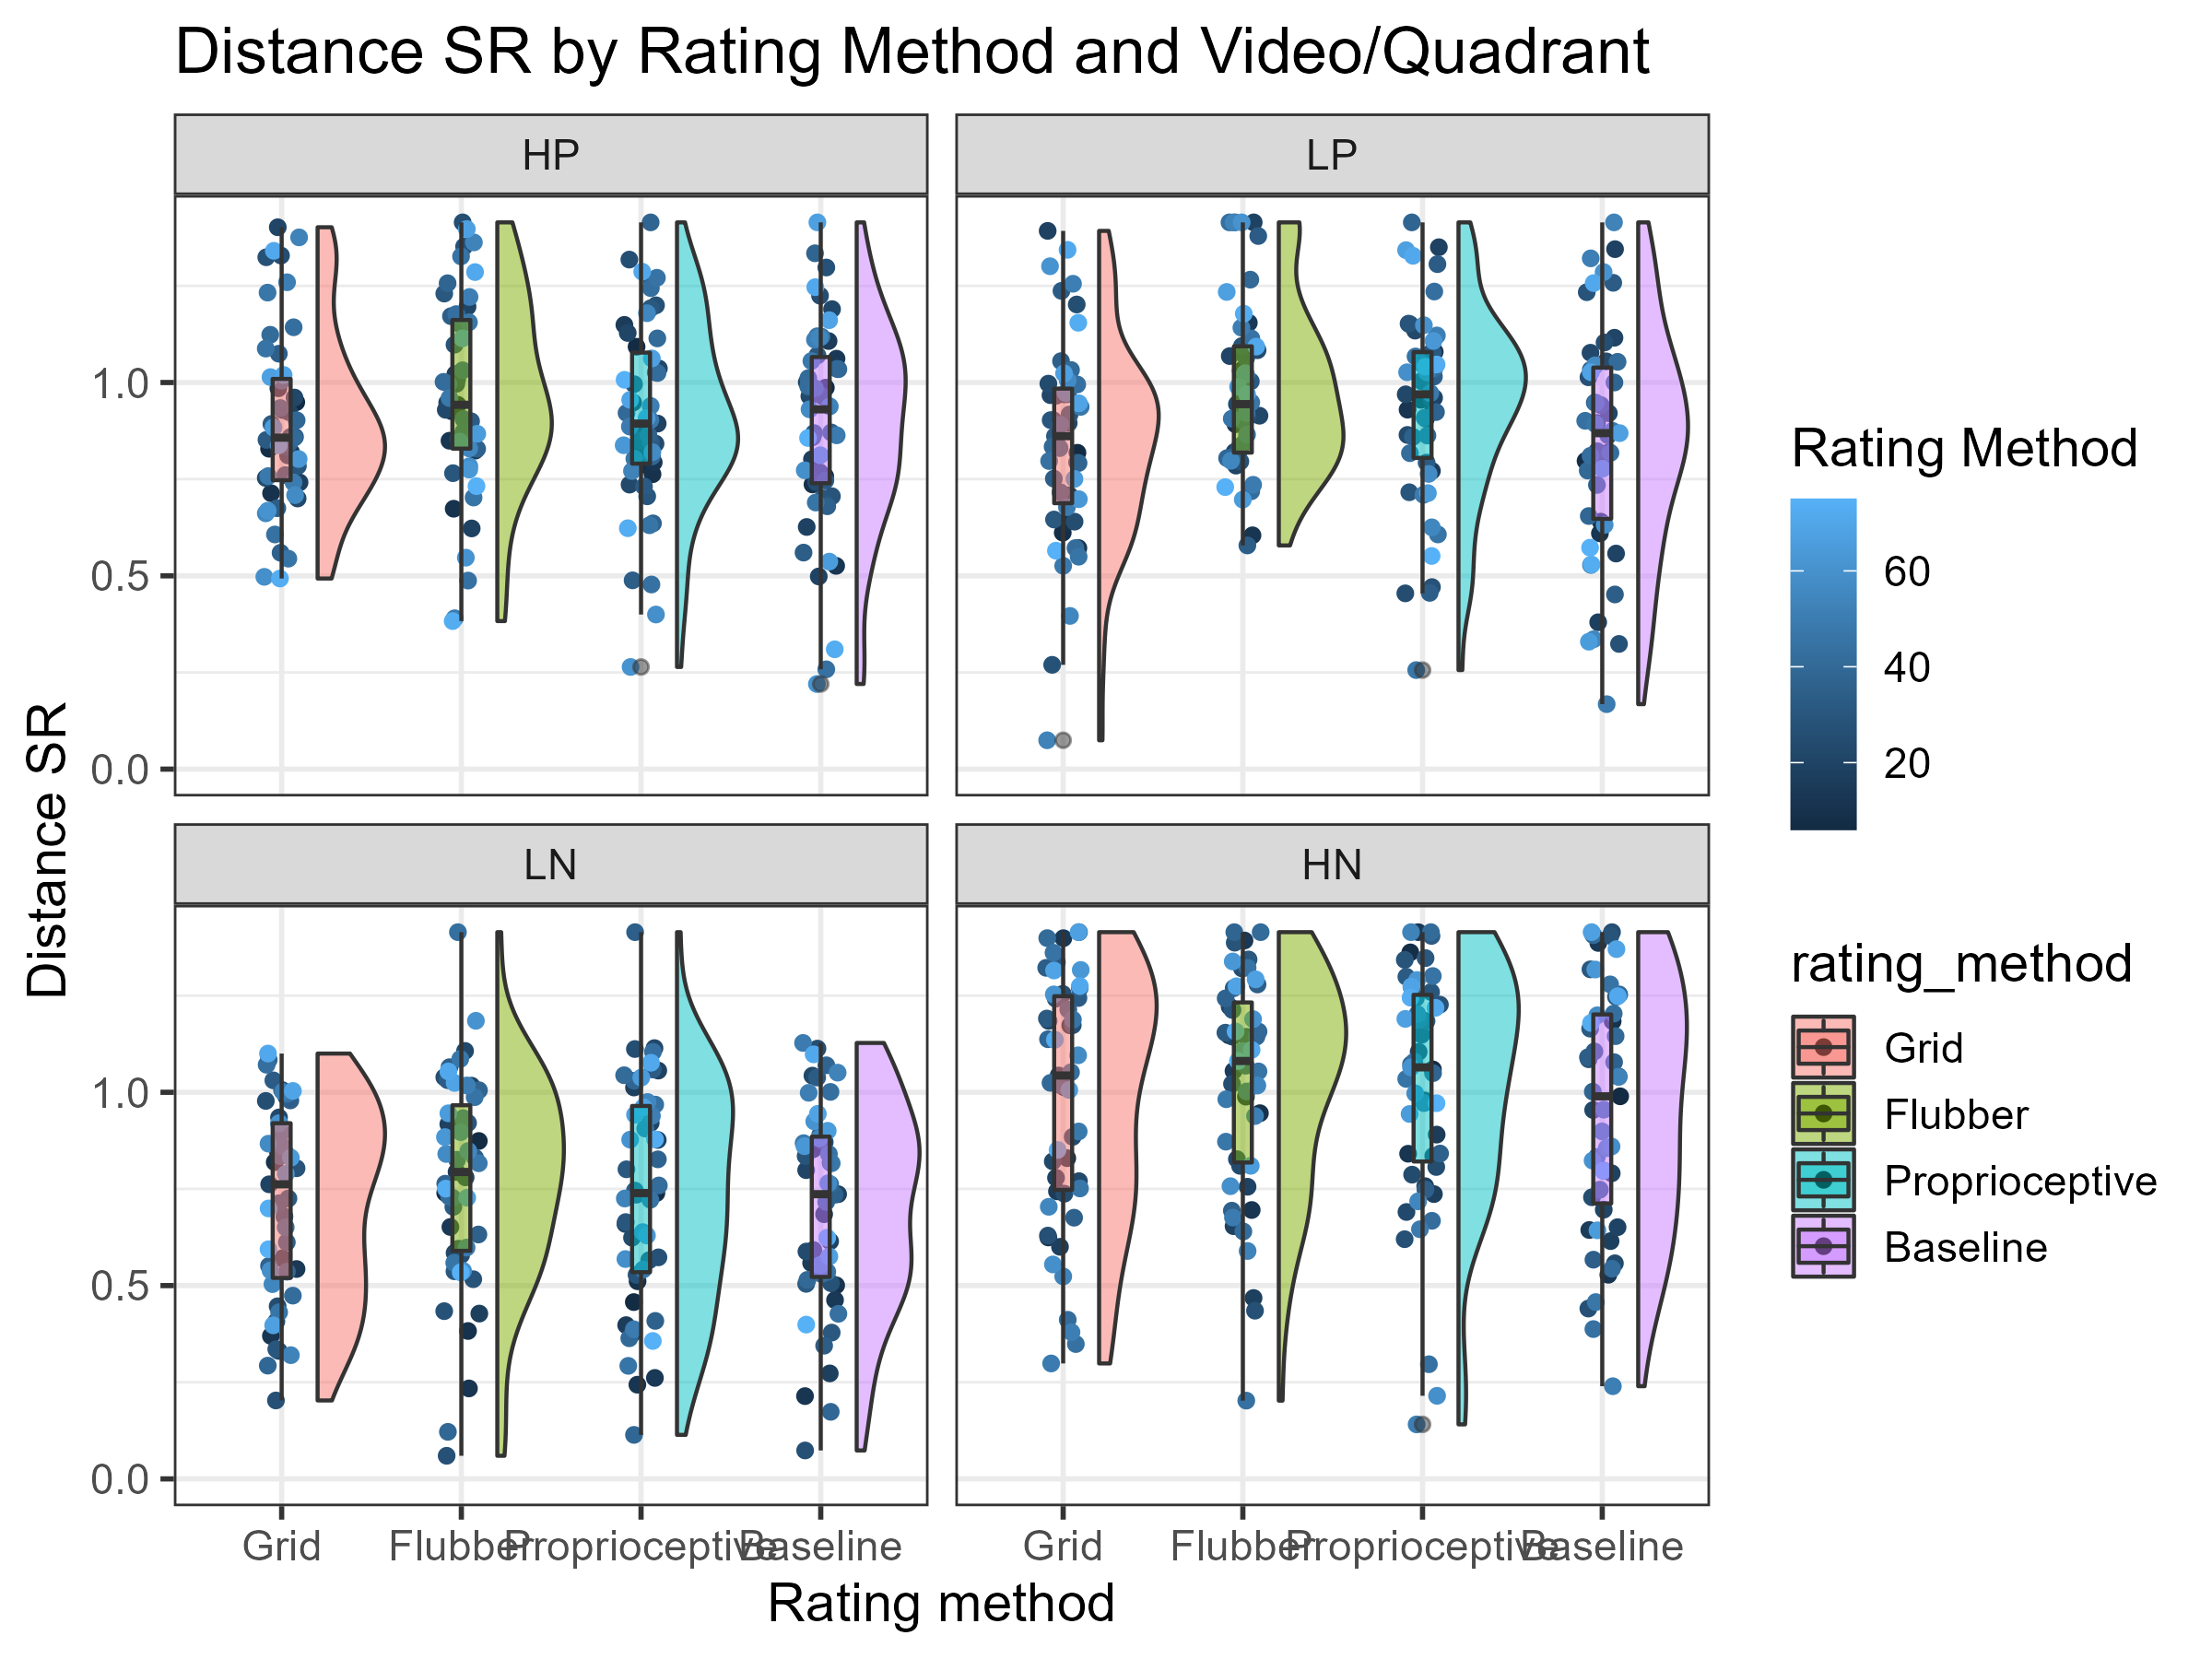 Distance SR by Rating Method and Video/Quadrant
HP
LP
1.0
0.5
0.0
LN
HN
1.0
0.5
0.0
Distance SR
Grid Flubber Proprioceptive Baseline
Grid Flubber Proprioceptive Baseline
Rating method
Rating Method
60
40
20
rating_method
Grid
Flubber
Proprioceptive
Baseline